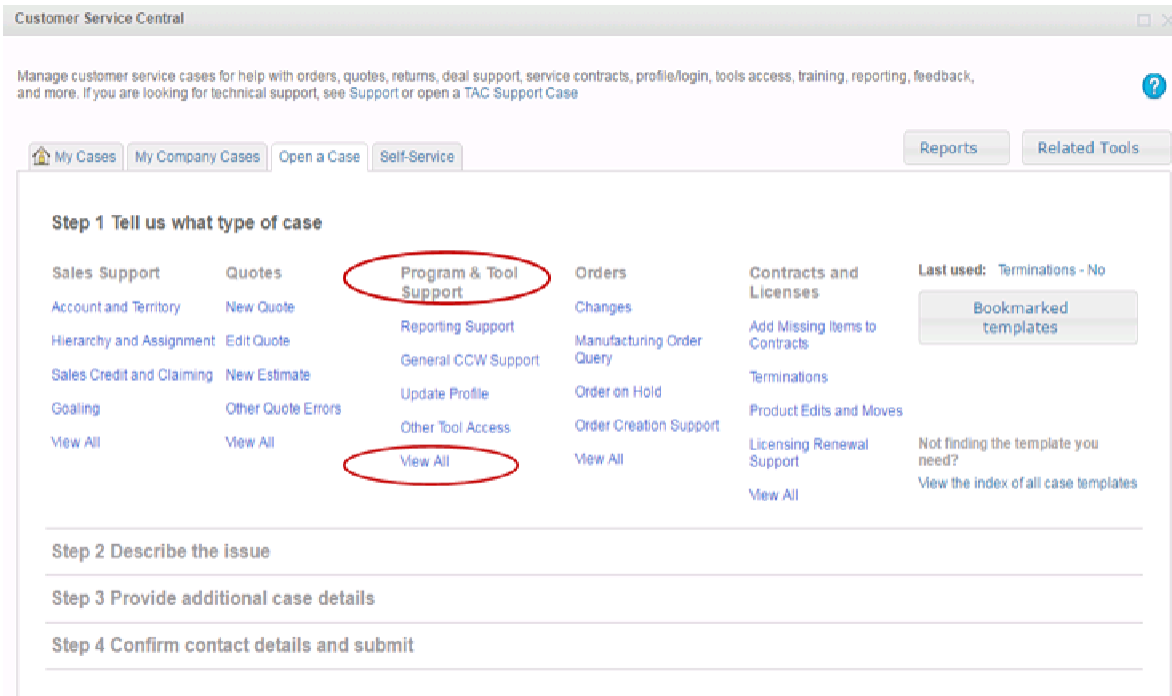 Customer Service Central
Manage customer service cases for help with orders, quotes, returns, deal support, service contracts, profile/login, tools access, training, reporting, feedback,
and more. If you are looking for technical support, see Support or open a TAC Support Case
?
My Cases
My Company Cases
Open a Case
Self-Service
Reports
Related Tools
Step 1 Tell us what type of case
Sales Support
Account and Territory
Hierarchy and Assignment
Sales Credit and Claiming
Goaling
View All
Quotes
New Quote
Edit Quote
New Estimate
Other Quote Errors
View All
Program & Tool
Support
Reporting Support
General CCW Support
Update Profile
Other Tool Access
View All
Orders
Changes
Manufacturing Order
Query
Order on Hold
Order Creation Support
View All
Contracts and
Licenses
Add Missing Items to
Contracts
Terminations
Product Edits and Moves
Licensing Renewal
Support
View All
Last used: Terminations - No
Bookmarked
templates
Not finding the template you
need?
View the index of all case templates
Step 2 Describe the issue
Step 3 Provide additional case details
Step 4 Confirm contact details and submit